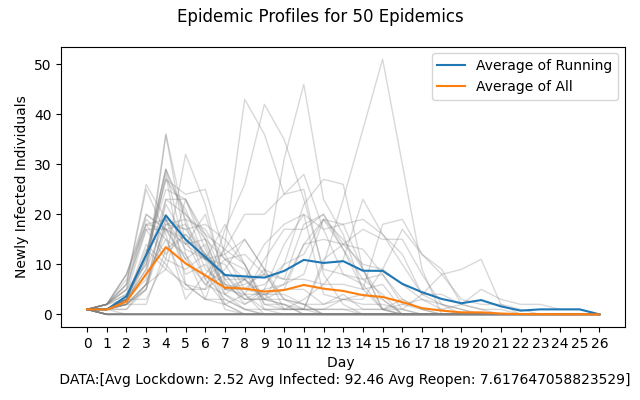 Epidemic Profiles for 50 Epidemics
Newly Infected Individuals
50
40
30
20
10
0
Average of Running
Average of All
0 1 2 3 4 5 6 7 8 9 10 11 12 13 14 15 16 17 18 19 20 21 22 23 24 25 26
Day
DATA:[Avg Lockdown: 2.52 Avg Infected: 92.46 Avg Reopen: 7.617647058823529]